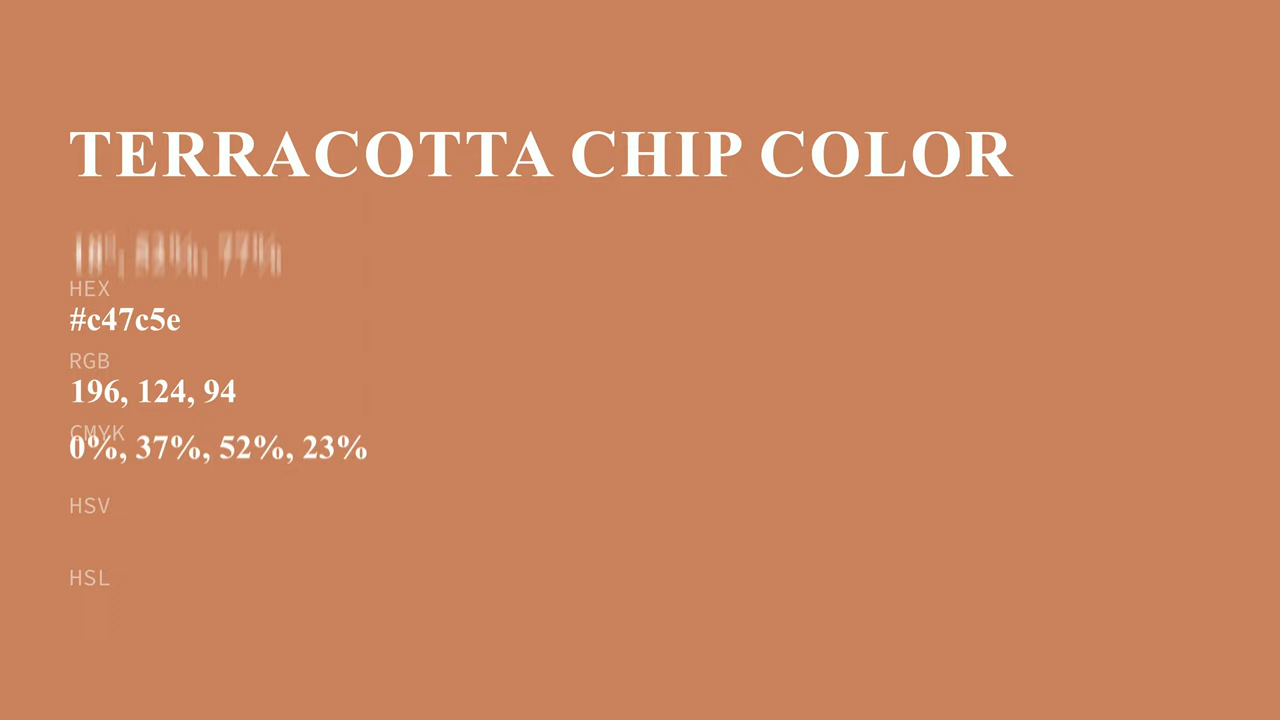 TERRACOTTA CHIP COLOR
HEX
#c47c5e
RGB
196, 124, 94
CMYK
0%, 37%, 52%, 23%
HSV
HSL